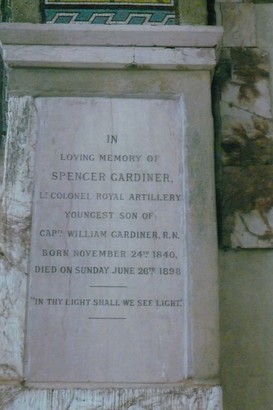 IN
LOVING MEMORY OF
SPENCER GARDINER,
LT COLONEL ROYAL ARTILLERY
YOUNGEST SON OF
CAPTN WILLIAM GARDINER, R.N.
BORN NOVEMBER 24TH 1840,
DIED ON SUNDAY JUNE 26TH 1898
"IN THY LIGHT SHALL WE SEE LIGHT."